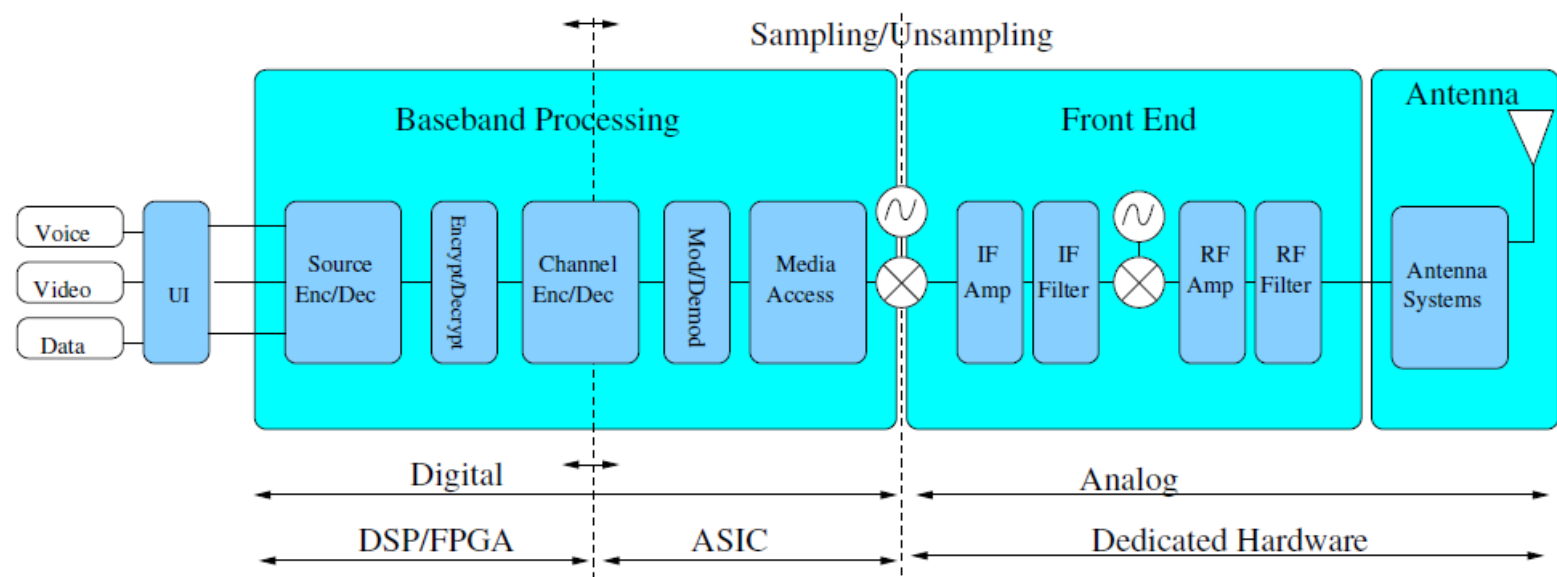 Sampling/Unsampling
Baseband Processing
Front End
Antenna
Voice
Video
Data
UI
Source
Enc/Dec
Encrypt/Decrypt
Channel
Enc/Dec
Mod/Demod
Media
Access
IF
Amp
IF
Filter
RF
Amp
RF
Filter
Antenna
Systems
Digital
Analog
DSP/FPGA
ASIC
Dedicated Hardware